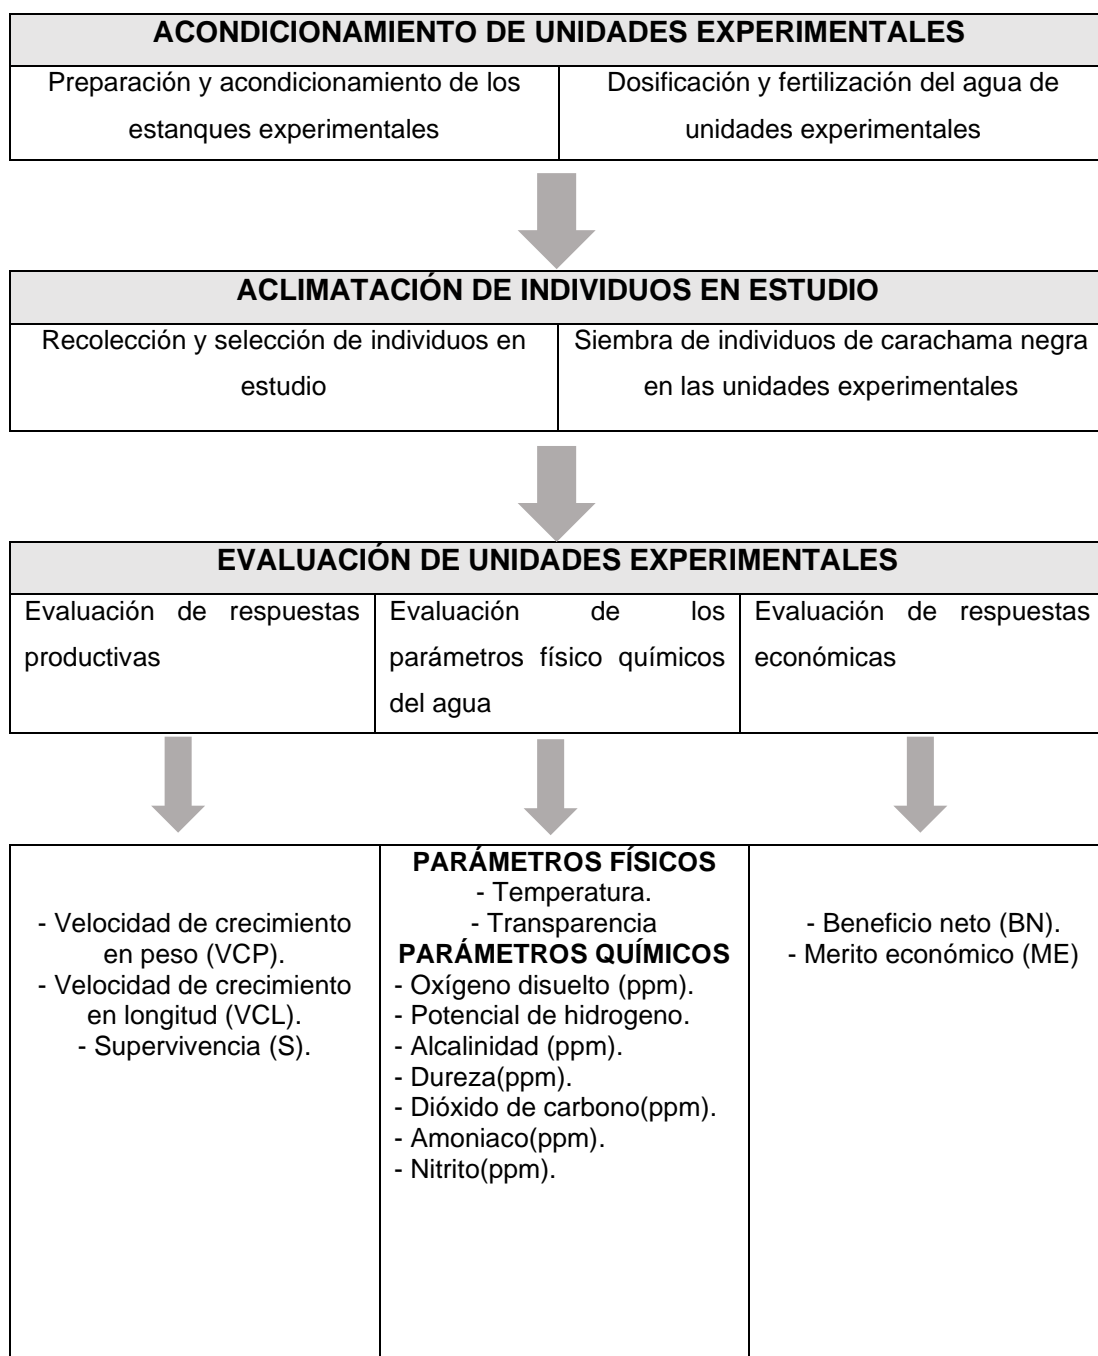 ACONDICIONAMIENTO DE UNIDADES EXPERIMENTALES
Preparación y acondicionamiento de los
estanques experimentales
Dosificación y fertilización del agua de
unidades experimentales
ACLIMATACIÓN DE INDIVIDUOS EN ESTUDIO
Recolección y selección de individuos en
estudio
Siembra de individuos de carachama negra
en las unidades experimentales
EVALUACIÓN DE UNIDADES EXPERIMENTALES
Evaluación de respuestas
productivas
Evaluación de los
parámetros físico químicos
del agua
Evaluación de respuestas
económicas
- Velocidad de crecimiento
en peso (VCP).
- Velocidad de crecimiento
en longitud (VCL).
- Supervivencia (S).
PARÁMETROS FÍSICOS
- Temperatura.
- Transparencia
PARÁMETROS QUÍMICOS
- Oxígeno disuelto (ppm).
- Potencial de hidrogeno.
- Alcalinidad (ppm).
- Dureza(ppm).
- Dióxido de carbono(ppm).
- Amoniaco(ppm).
- Nitrito(ppm).
- Beneficio neto (BN).
- Merito económico (ME)